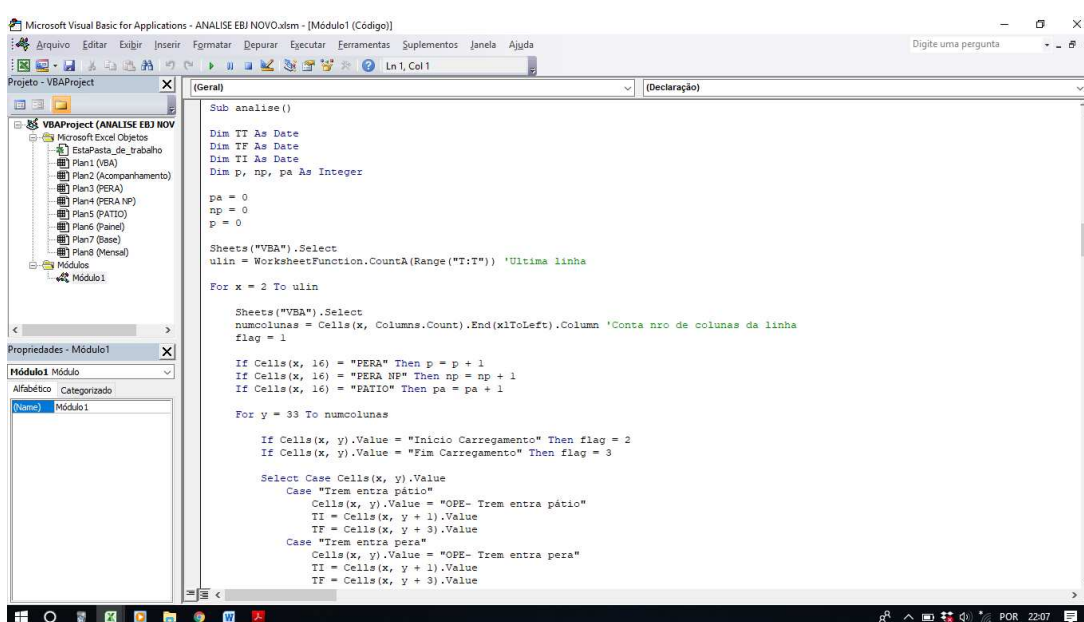 Microsoft Visual Basic for Applications - ANALISE EBJ NOVO.xlsm - [Módulo1 (Código)]
Arquivo Editar Exibir Inserir Formatar Depurar Executar Ferramentas Suplementos Janela Ajuda
Digite uma pergunta
Ln 1, Col 1
Projeto - VBAProject
VBAProject (ANALISE EBJ NOV
Microsoft Excel Objetos
EstaPasta_de_trabalho
Plan1 (VBA)
Plan2 (Acompanhamento)
Plan3 (PERA)
Plan4 (PERA NP)
Plan5 (PATIO)
Plan6 (Painel)
Plan7 (Base)
Plan8 (Mensal)
Módulos
Módulo1
Propriedades - Módulo1
Módulo1 Módulo
Alfabético Categorizado
(Name) Módulo1
(Geral)
(Declaração)
Sub analise()
Dim TT As Date
Dim TF As Date
Dim TI As Date
Dim p, np, pa As Integer
pa = 0
np = 0
p = 0
Sheets("VBA").Select
ulin = WorksheetFunction.CountA(Range("T:T")) 'Ultima linha
For x = 2 To ulin
Sheets("VBA").Select
numcolunas = Cells(x, Columns.Count).End(xlToLeft).Column 'Conta nro de colunas da linha
flag = 1
If Cells(x, 16) = "PERA" Then p = p + 1
If Cells(x, 16) = "PERA NP" Then np = np + 1
If Cells(x, 16) = "PATIO" Then pa = pa + 1
For y = 33 To numcolunas
If Cells(x, y).Value = "Início Carregamento" Then flag = 2
If Cells(x, y).Value = "Fim Carregamento" Then flag = 3
Select Case Cells(x, y).Value
Case "Trem entra pátio"
Cells(x, y).Value = "OPE- Trem entra pátio"
TI = Cells(x, y + 1).Value
TF = Cells(x, y + 3).Value
Case "Trem entra pera"
Cells(x, y).Value = "OPE- Trem entra pera"
TI = Cells(x, y + 1).Value
TF = Cells(x, y + 3).Value
POR 22:07